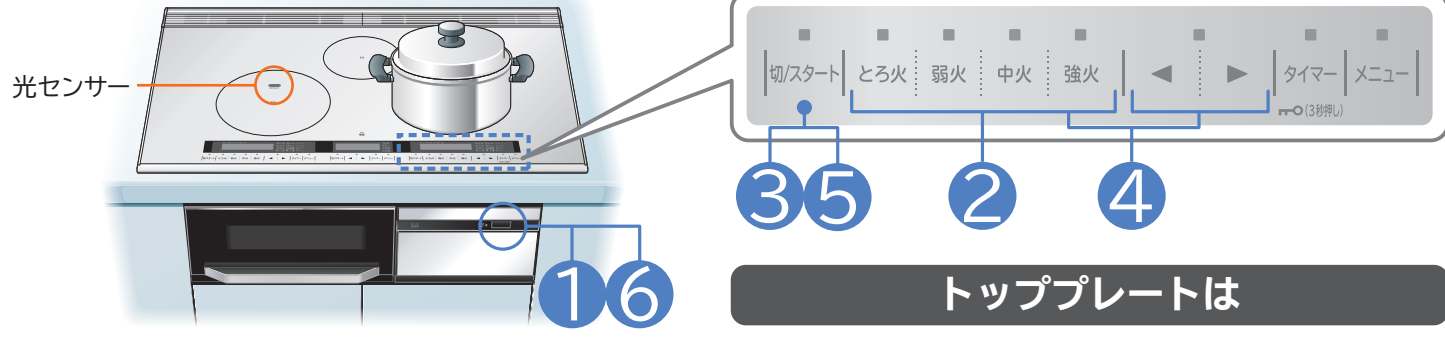 光センサー
切/スタート
とろ火
弱火
中火
強火
◀
▶
タイマー
メニュー
(3秒押し)
3
5
2
4
1
6
トッププレートは